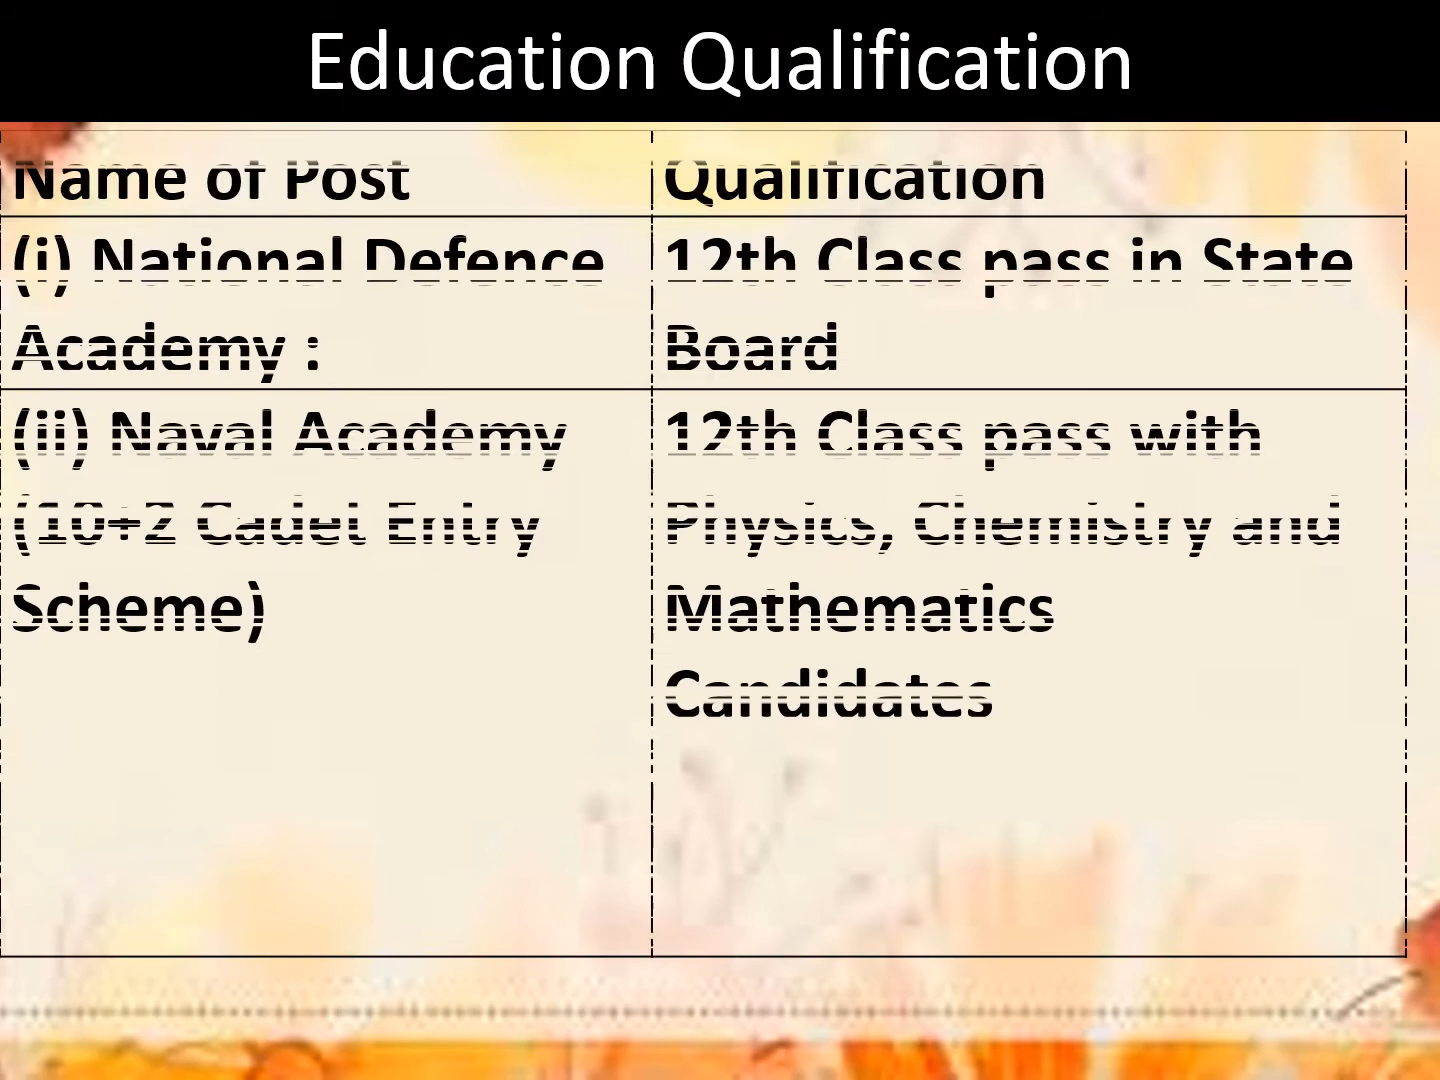 Education Qualification
Name of Post
Qualification
(i) National Defence
Academy :
12th Class pass in State
Board
(ii) Naval Academy
(10+2 Cadet Entry
Scheme)
12th Class pass with
Physics, Chemistry and
Mathematics
Candidates